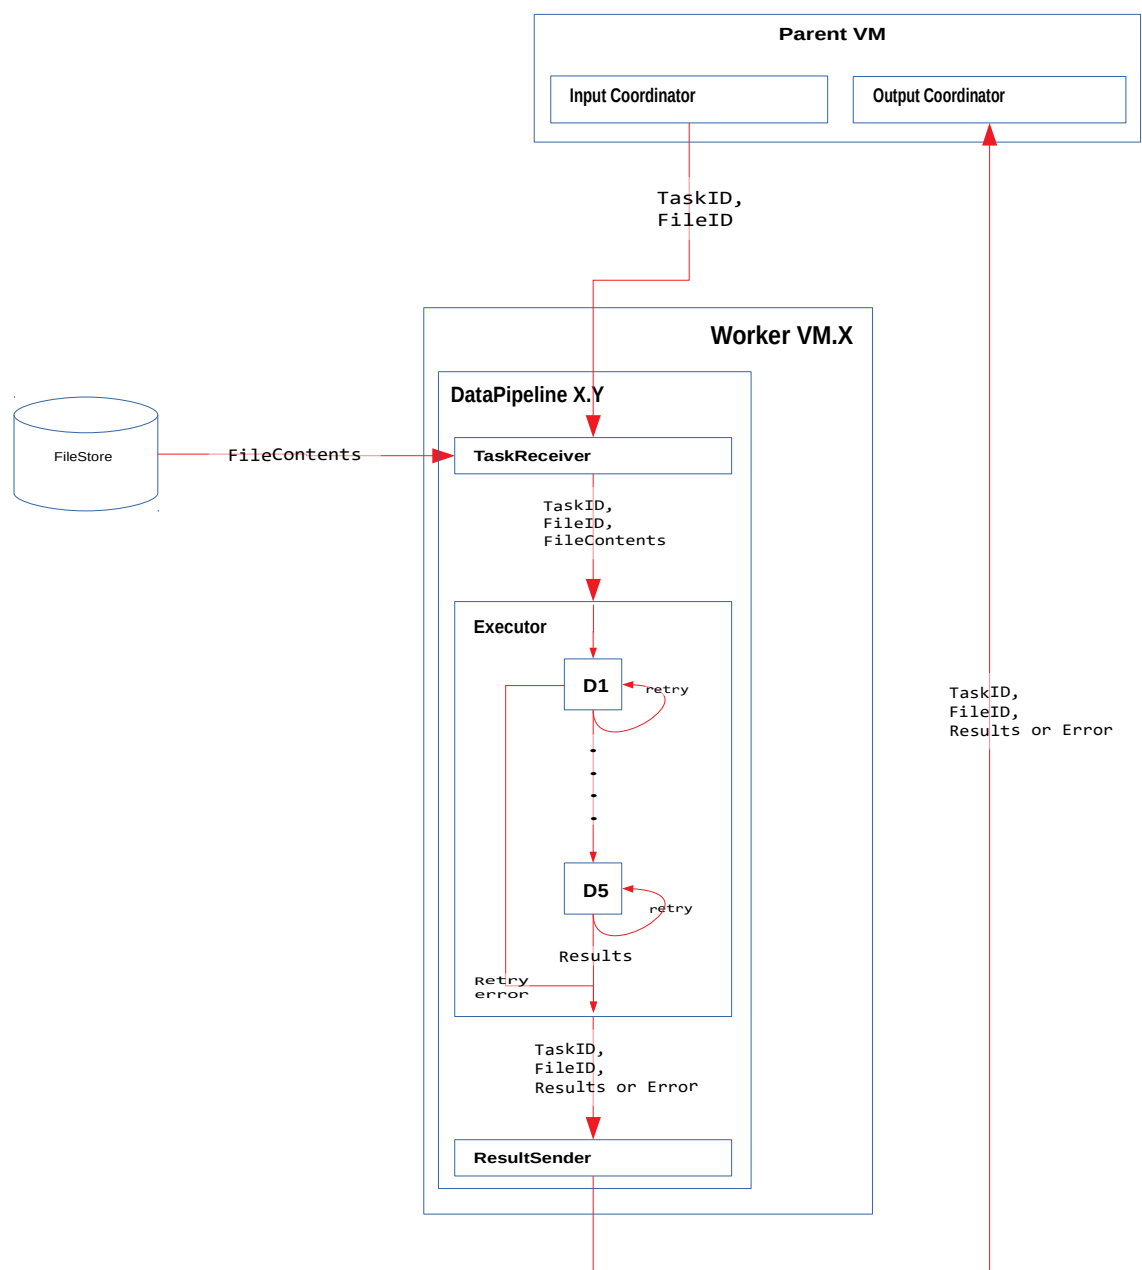 Parent VM
Input Coordinator
Output Coordinator
TaskID,
FileID
Worker VM.X
DataPipeline X.Y
FileStore
FileContents
TaskReceiver
TaskID,
FileID,
FileContents
Executor
D1
retry
TaskID,
FileID,
Results or Error
D5
retry
Results
Retry
error
TaskID,
FileID,
Results or Error
ResultSender